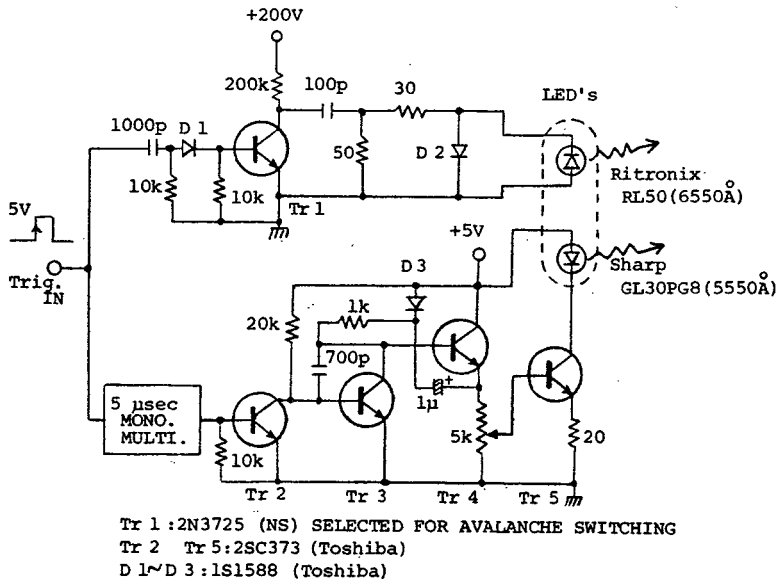 +200V
200k
100p
30
LED's
1000p
D 1
50
D 2
10k
10k
Tr 1
Ritronix
RL50(6550Å)
5V
Trig.
IN
+5V
D 3
Sharp
GL30PG8(5550Å)
20k
1k
700p
1µ
+
5 µsec
MONO.
MULTI.
10k
5k
20
Tr 2
Tr 3
Tr 4
Tr 5
Tr 1:2N3725 (NS) SELECTED FOR AVALANCHE SWITCHING
Tr 2 Tr 5:2SC373 (Toshiba)
D 1~D 3:1S1588 (Toshiba)